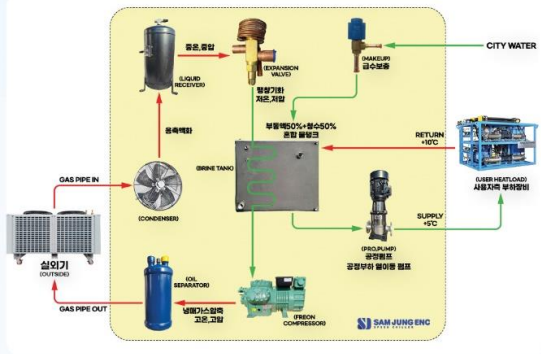 중온,중압
(EXPANSION
VALVE)
(LIQUID
RECEIVER)
팽창기화
저온,저압
(MAKEUP)
급수보충
CITY WATER
응축액화
부동액50%+청수50%
혼합 물탱크
RETURN
+10℃
(BIRINE TANK)
(USER HEATLOAD)
사용자측 부하장비
GAS PIPE IN
(CONDENSER)
SUPPLY
+5℃
(PRO.PUMP)
공정펌프
공정부하 열이동 펌프
실외기
(OUTSIDE)
(OIL
SEPARATOR)
GAS PIPE OUT
냉매가스압축
고온,고압
(FREON
COMPRESSOR)
SAM JUNG ENC
SPEED CHILLER